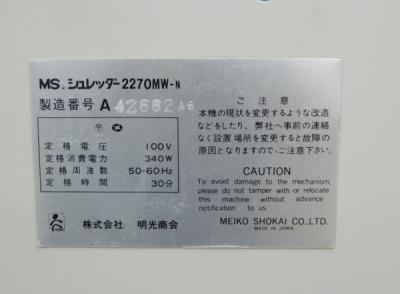 MS シュレッダー 2270MW-N
製造番号 A 42682 A6
定格電圧 100V
定格消費電力 340W
定格周波数 50-60Hz
定格時間 30分
株式会社 明光商会
ご注意
本機の現状を変更するような改造
などをしたり、弊社へ事前の連絡
なく設置場所を変更すると故障の
原因となりますのでご注意下さい。
CAUTION
To avoid damage to the mechanism,
please do not tamper with or relocate
this machine without advance
notification to us.
MEIKO SHOKAI CO.,LTD.
MADE IN JAPAN